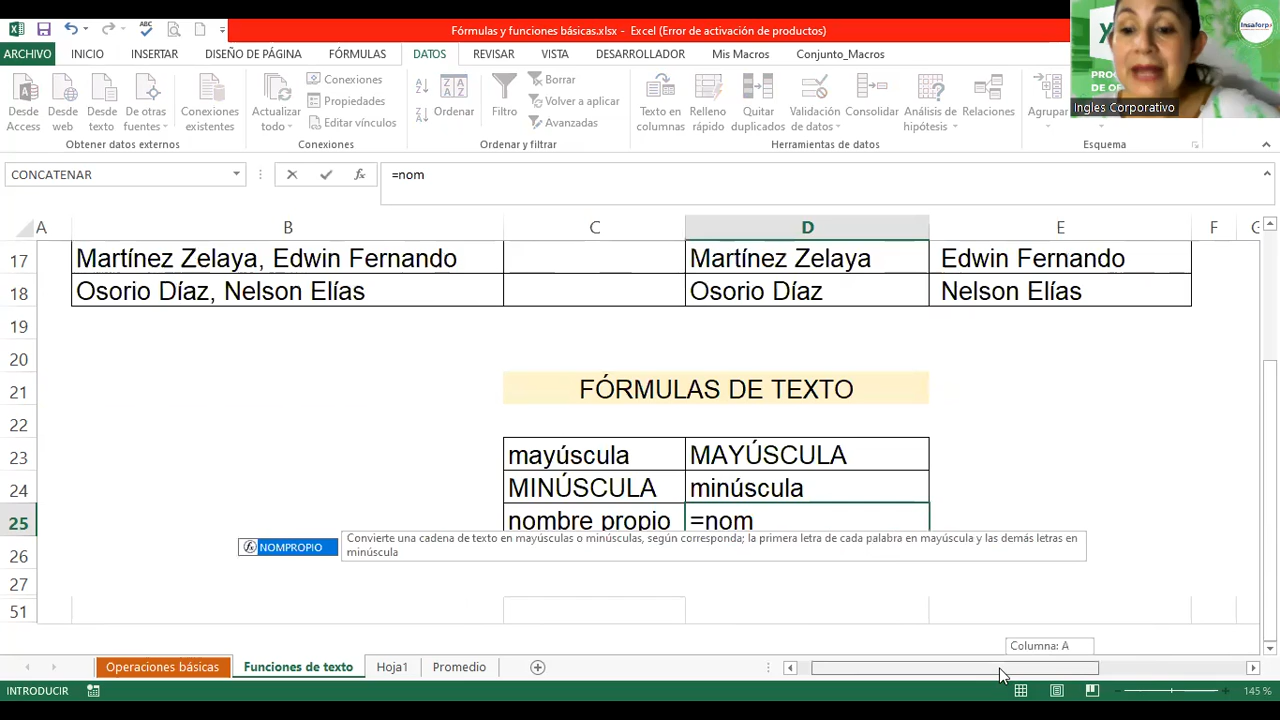 Fórmulas y funciones básicas.xlsx - Excel (Error de activación de productos)
Insaforp
ARCHIVO INICIO INSERTAR DISEÑO DE PÁGINA FÓRMULAS DATOS REVISAR VISTA DESARROLLADOR Mis Macros Conjunto_Macros
Desde Access
Desde web
Desde texto
De otras fuentes
Obtener datos externos
Conexiones existentes
Actualizar todo
Conexiones
Propiedades
Editar vínculos
Conexiones
Ordenar
Filtro
Borrar
Volver a aplicar
Avanzadas
Ordenar y filtrar
Texto en columnas
Relleno rápido
Quitar duplicados
Validación de datos
Consolidar
Análisis de hipótesis
Relaciones
Herramientas de datos
Agrupar
Esquema
PRO
DE OF
Ingles Corporativo
CONCATENAR fx =nom
A B C D E F G
17 Martínez Zelaya, Edwin Fernando Martínez Zelaya Edwin Fernando
18 Osorio Díaz, Nelson Elías Osorio Díaz Nelson Elías
19
20
21 FÓRMULAS DE TEXTO
22
23 mayúscula MAYÚSCULA
24 MINÚSCULA minúscula
25 nombre propio =nom
26 NOMPROPIO Convierte una cadena de texto en mayúsculas o minúsculas, según corresponda; la primera letra de cada palabra en mayúscula y las demás letras en
minúscula
27
51
Columna: A
Operaciones básicas Funciones de texto Hoja1 Promedio
INTRODUCIR 145 %